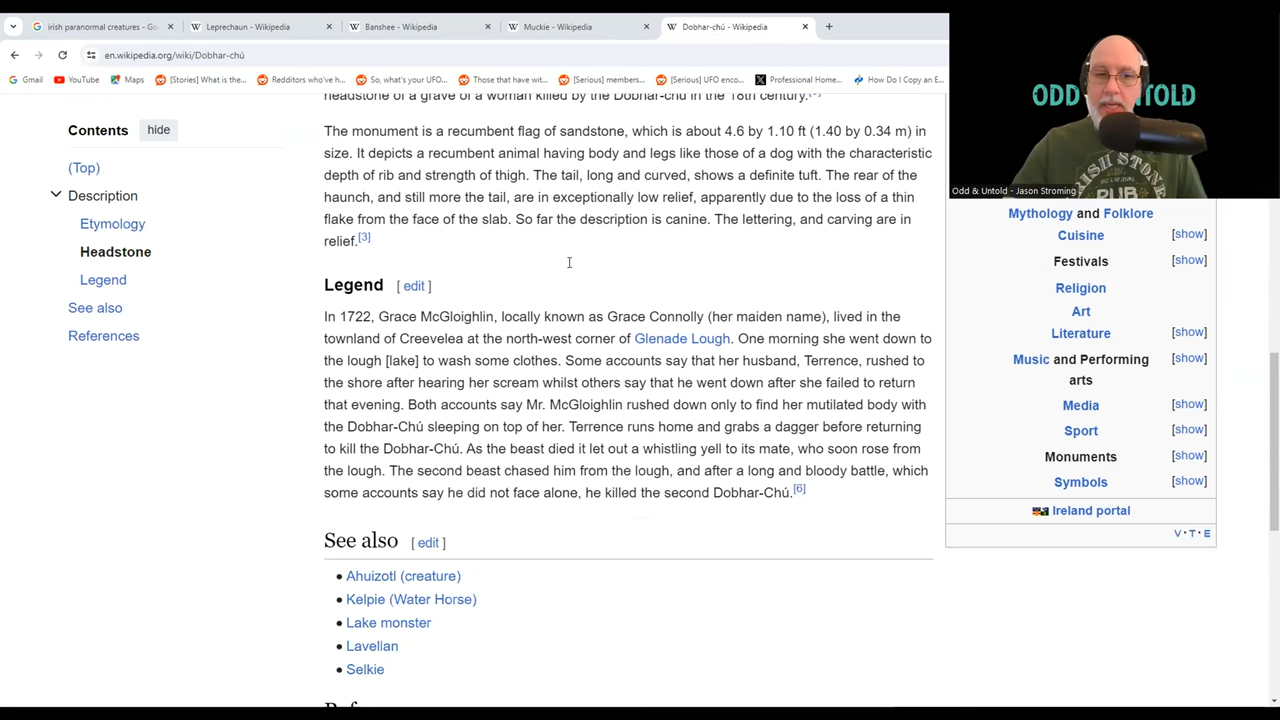 irish paranormal creatures - Go
Leprechaun - Wikipedia
Banshee - Wikipedia
Muckie - Wikipedia
Dobhar-chú - Wikipedia
en.wikipedia.org/wiki/Dobhar-chú
Gmail
YouTube
Maps
[Stories] What is the...
Redditors who've h...
So, what's your UFO...
Those that have wit...
[Serious] members...
[Serious] UFO enco...
Professional Home...
How Do I Copy an E...
ODD
TOLD
Odd & Untold - Jason Stroming
Contents hide
(Top)
Description
Etymology
Headstone
Legend
See also
References
headstone of a grave of a woman killed by the Dobhar-chú in the 18th century.
The monument is a recumbent flag of sandstone, which is about 4.6 by 1.10 ft (1.40 by 0.34 m) in
size. It depicts a recumbent animal having body and legs like those of a dog with the characteristic
depth of rib and strength of thigh. The tail, long and curved, shows a definite tuft. The rear of the
haunch, and still more the tail, are in exceptionally low relief, apparently due to the loss of a thin
flake from the face of the slab. So far the description is canine. The lettering, and carving are in
relief.[3]
Legend [ edit ]
In 1722, Grace McGloighlin, locally known as Grace Connolly (her maiden name), lived in the
townland of Creevelea at the north-west corner of Glenade Lough. One morning she went down to
the lough [lake] to wash some clothes. Some accounts say that her husband, Terrence, rushed to
the shore after hearing her scream whilst others say that he went down after she failed to return
that evening. Both accounts say Mr. McGloighlin rushed down only to find her mutilated body with
the Dobhar-Chú sleeping on top of her. Terrence runs home and grabs a dagger before returning
to kill the Dobhar-Chú. As the beast died it let out a whistling yell to its mate, who soon rose from
the lough. The second beast chased him from the lough, and after a long and bloody battle, which
some accounts say he did not face alone, he killed the second Dobhar-Chú.[6]
See also [ edit ]
Ahuizotl (creature)
Kelpie (Water Horse)
Lake monster
Lavellan
Selkie
Mythology and Folklore
Cuisine [show]
Festivals [show]
Religion
Art
Literature [show]
Music and Performing
arts [show]
Media [show]
Sport [show]
Monuments [show]
Symbols [show]
Ireland portal
V·T·E